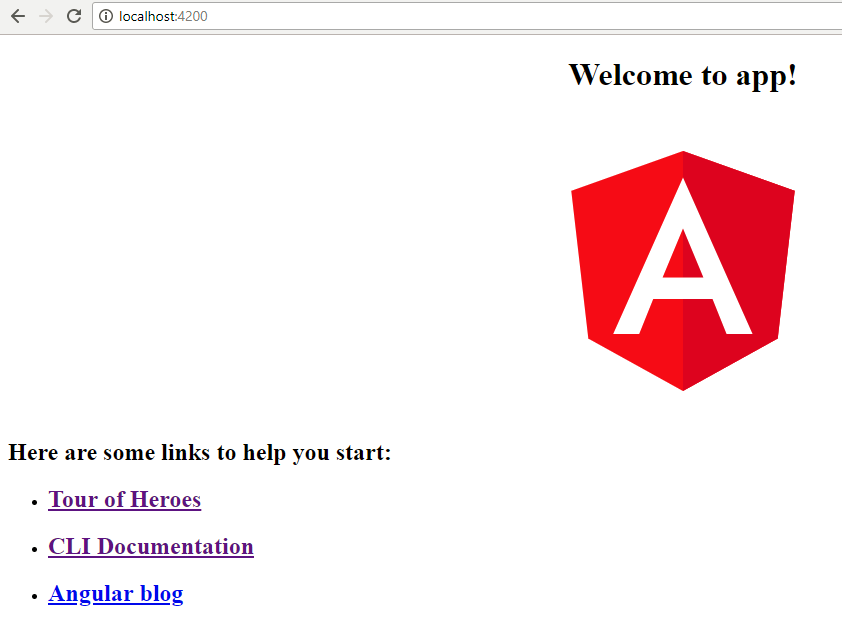 localhost:4200
Welcome to app!
A
Here are some links to help you start:
Tour of Heroes
CLI Documentation
Angular blog